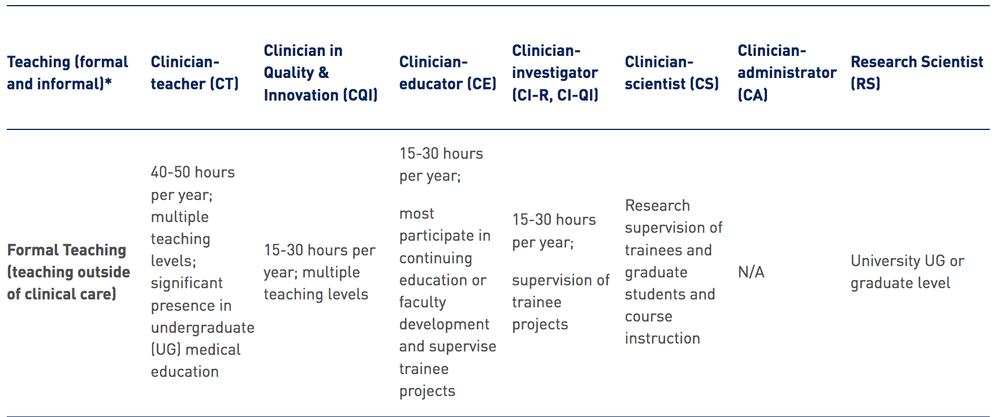 Teaching (formal
and informal)*
Clinician-
teacher (CT)
Clinician in
Quality &
Innovation (CQI)
Clinician-
educator (CE)
Clinician-
investigator
(CI-R, CI-QI)
Clinician-
scientist (CS)
Clinician-
administrator
(CA)
Research Scientist
(RS)
Formal Teaching
(teaching outside
of clinical care)
40-50 hours
per year;
multiple
teaching
levels;
significant
presence in
undergraduate
(UG) medical
education
15-30 hours per
year; multiple
teaching levels
15-30 hours
per year;
most
participate in
continuing
education or
faculty
development
and supervise
trainee
projects
15-30 hours
per year;
supervision of
trainee
projects
Research
supervision of
trainees and
graduate
students and
course
instruction
N/A
University UG or
graduate level